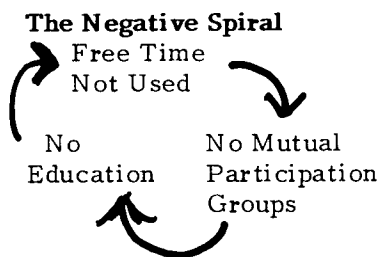 The Negative Spiral
Free Time
Not Used
No
Education
No Mutual
Participation
Groups